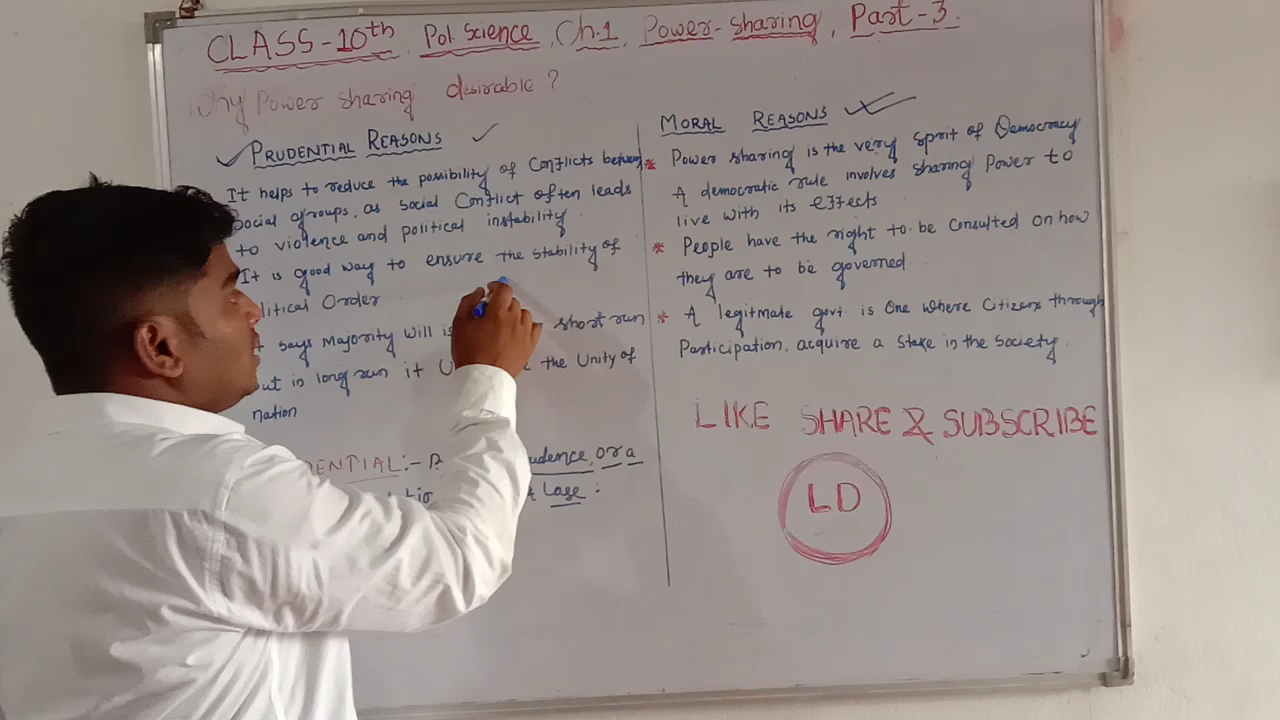 CLASS-10th, Pol. Science, Ch.1, Power-sharing, Part-3.
Why Power sharing desirable?
PRUDENTIAL REASONS
It helps to reduce the possibility of Conflicts between
Social groups, as Social Conflict often leads
to violence and political instability.
It is good way to ensure the stability of
litical Order
says Majority Will is short run
but in long run it the Unity of
nation
DENTIAL:- udence, or a
Lage:
MORAL REASONS
* Power sharing is the very Sprit of Democracy
A democratic rule involves sharing Power to
live with its effects
* People have the right to be Consulted on how
they are to be governed
* A legitimate govt. is One where Citizens through
Participation, acquire a stake in the Society.
LIKE SHARE & SUBSCRIBE
LD